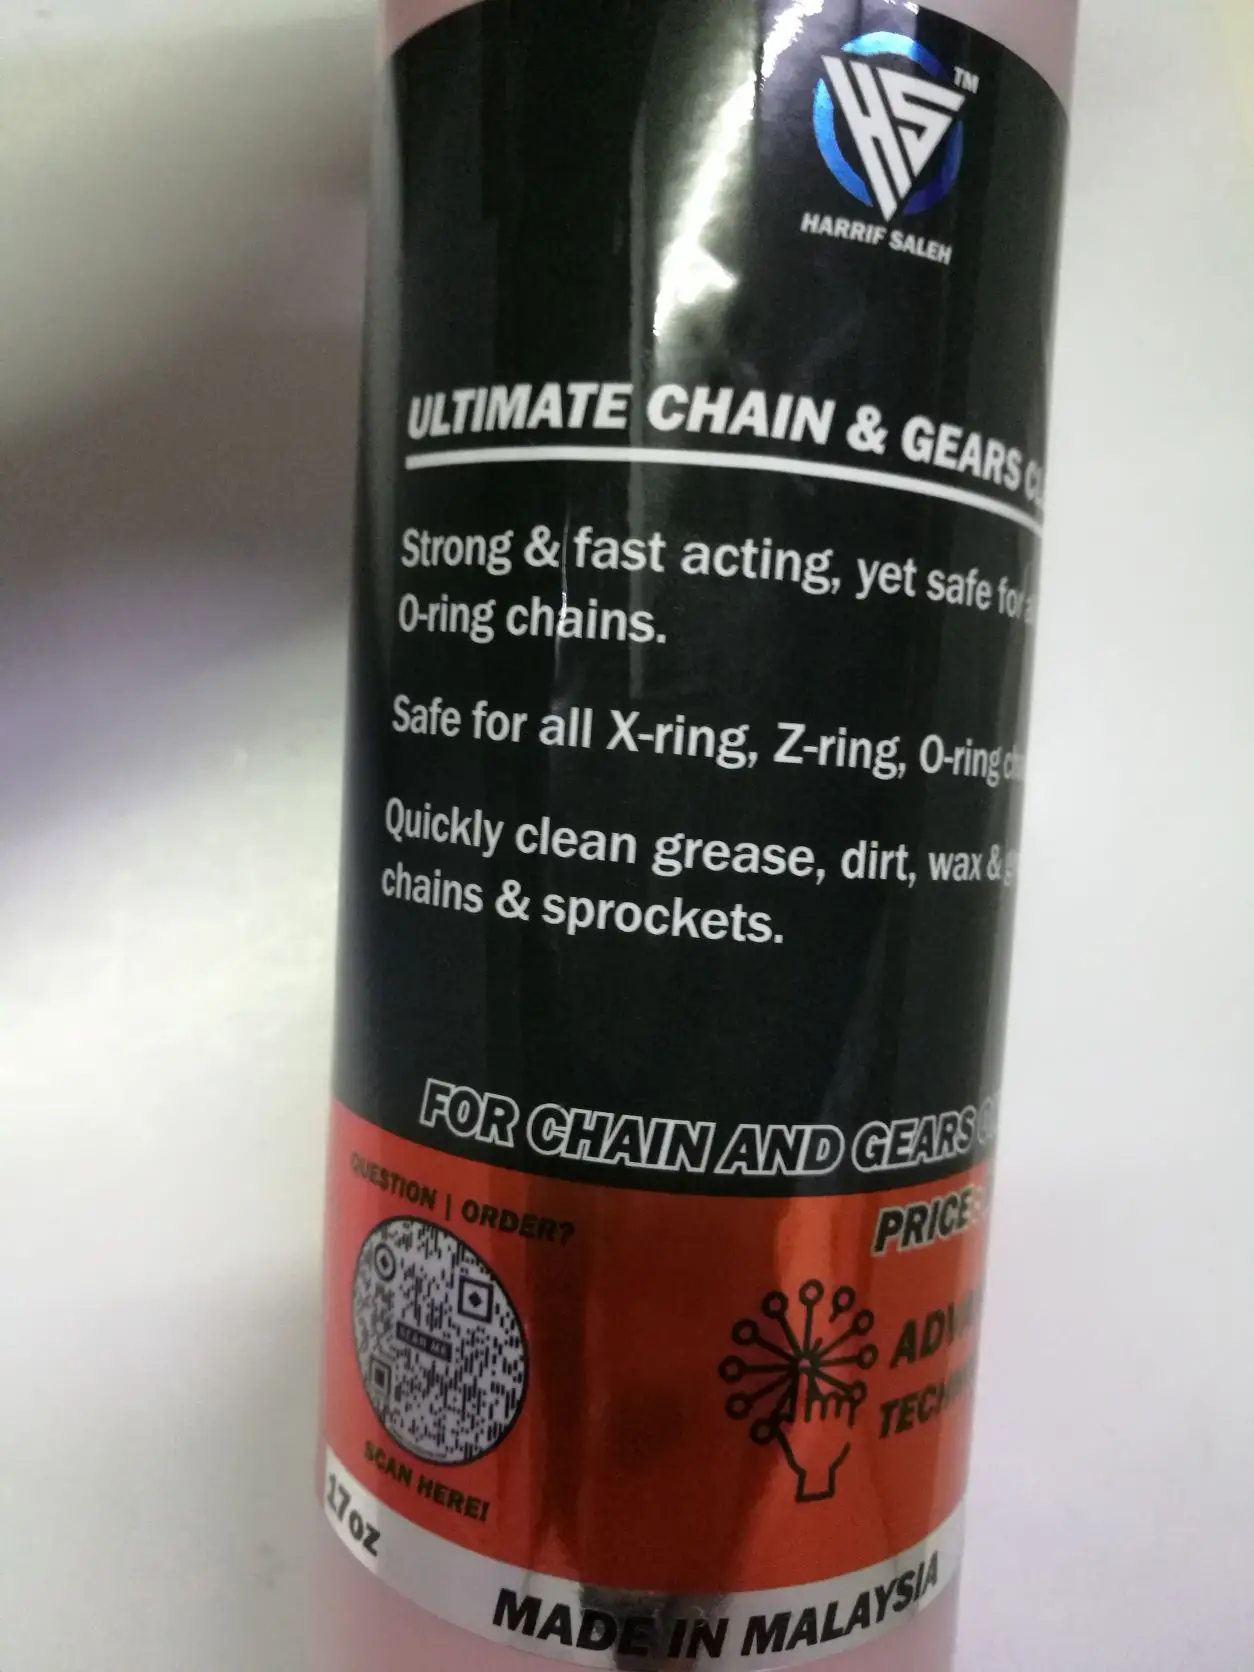 HS TM
HARRIF SALEH
ULTIMATE CHAIN & GEARS
Strong & fast acting, yet safe for
O-ring chains.
Safe for all X-ring, Z-ring, O-ring
Quickly clean grease, dirt, wax &
chains & sprockets.
FOR CHAIN AND GEARS
QUESTION | ORDER?
PRICE
SCAN ME
SCAN HERE!
17oz
MADE IN MALAYSIA